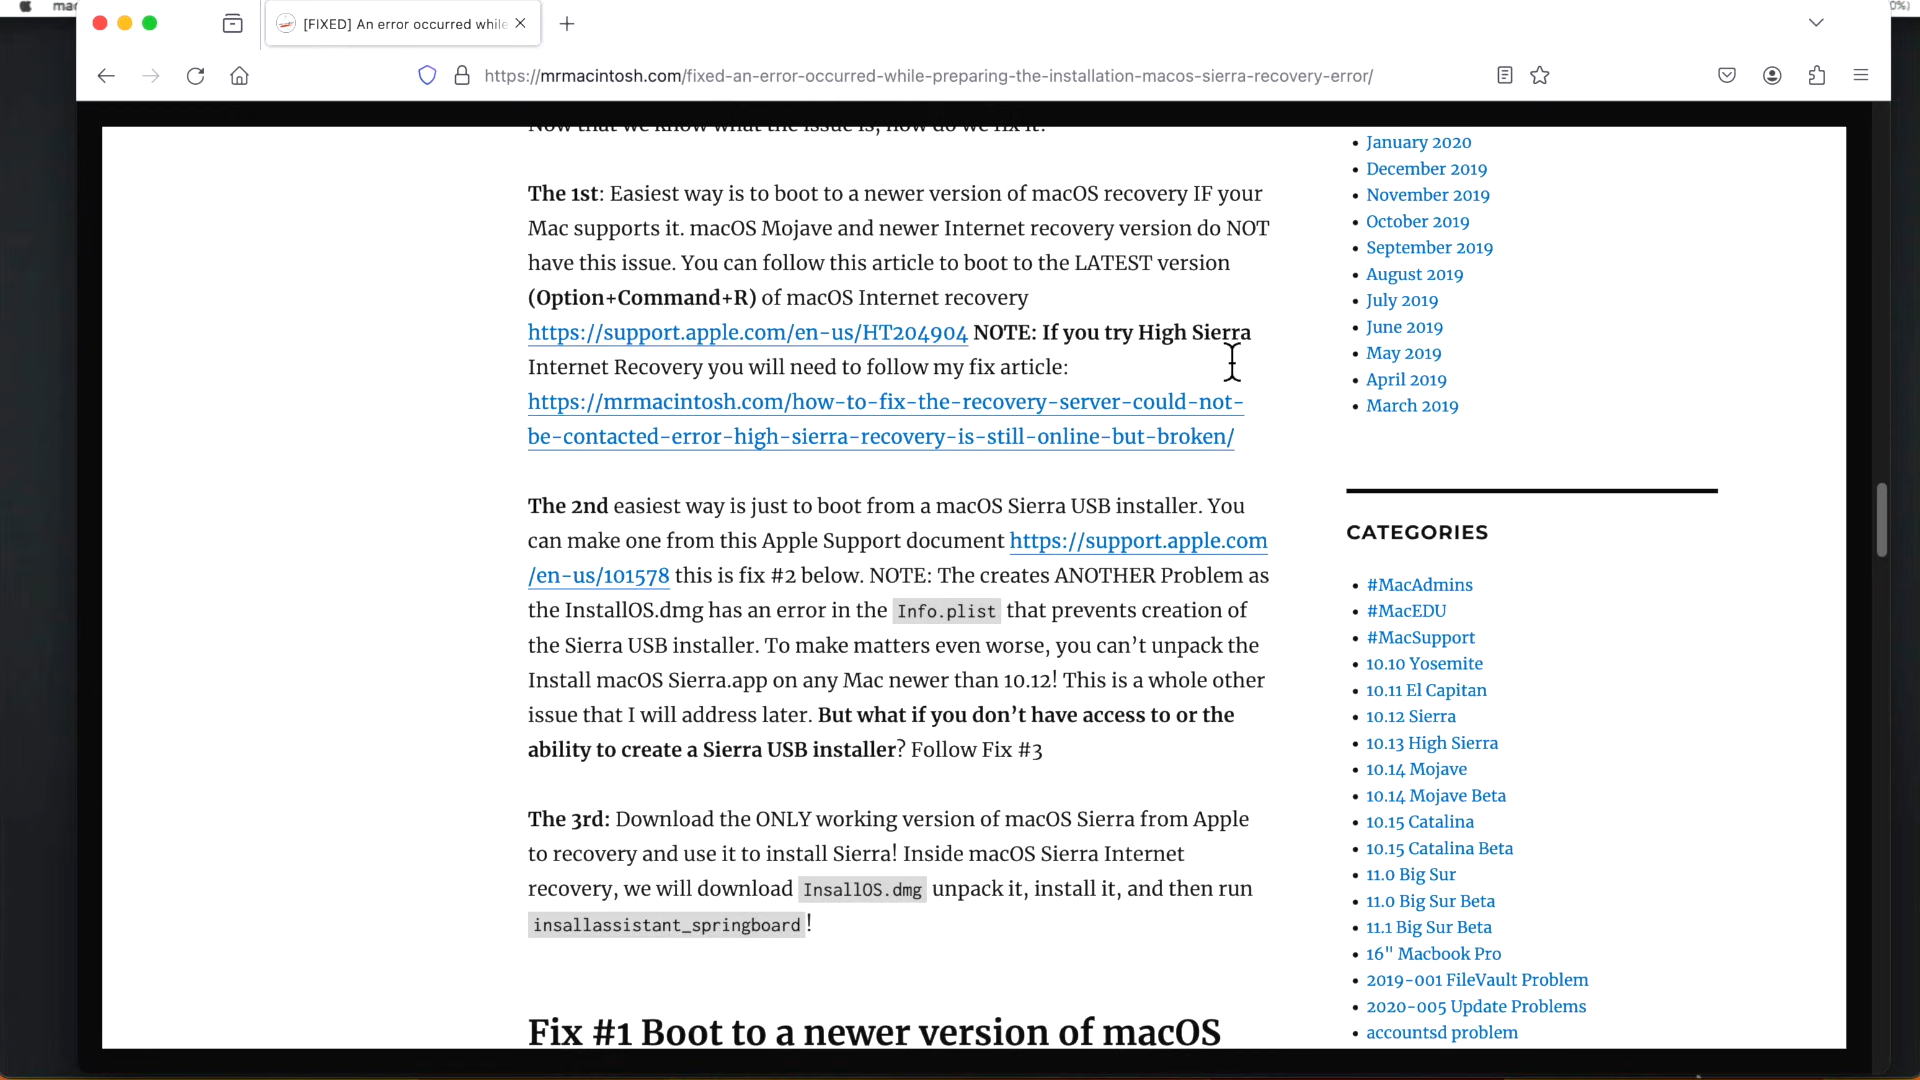 mac
0%)
[FIXED] An error occurred while
https://mrmacintosh.com/fixed-an-error-occurred-while-preparing-the-installation-macos-sierra-recovery-error/
Now that we know what the issue is, how do we fix it?
The 1st: Easiest way is to boot to a newer version of macOS recovery IF your
Mac supports it. macOS Mojave and newer Internet recovery version do NOT
have this issue. You can follow this article to boot to the LATEST version
(Option+Command+R) of macOS Internet recovery
https://support.apple.com/en-us/HT204904 NOTE: If you try High Sierra
Internet Recovery you will need to follow my fix article:
https://mrmacintosh.com/how-to-fix-the-recovery-server-could-not-
be-contacted-error-high-sierra-recovery-is-still-online-but-broken/
The 2nd easiest way is just to boot from a macOS Sierra USB installer. You
can make one from this Apple Support document https://support.apple.com
/en-us/101578 this is fix #2 below. NOTE: The creates ANOTHER Problem as
the InstallOS.dmg has an error in the Info.plist that prevents creation of
the Sierra USB installer. To make matters even worse, you can’t unpack the
Install macOS Sierra.app on any Mac newer than 10.12! This is a whole other
issue that I will address later. But what if you don’t have access to or the
ability to create a Sierra USB installer? Follow Fix #3
The 3rd: Download the ONLY working version of macOS Sierra from Apple
to recovery and use it to install Sierra! Inside macOS Sierra Internet
recovery, we will download InsallOS.dmg unpack it, install it, and then run
insallassistant_springboard!
Fix #1 Boot to a newer version of macOS
January 2020
December 2019
November 2019
October 2019
September 2019
August 2019
July 2019
June 2019
May 2019
April 2019
March 2019
CATEGORIES
#MacAdmins
#MacEDU
#MacSupport
10.10 Yosemite
10.11 El Capitan
10.12 Sierra
10.13 High Sierra
10.14 Mojave
10.14 Mojave Beta
10.15 Catalina
10.15 Catalina Beta
11.0 Big Sur
11.0 Big Sur Beta
11.1 Big Sur Beta
16" Macbook Pro
2019-001 FileVault Problem
2020-005 Update Problems
accountsd problem